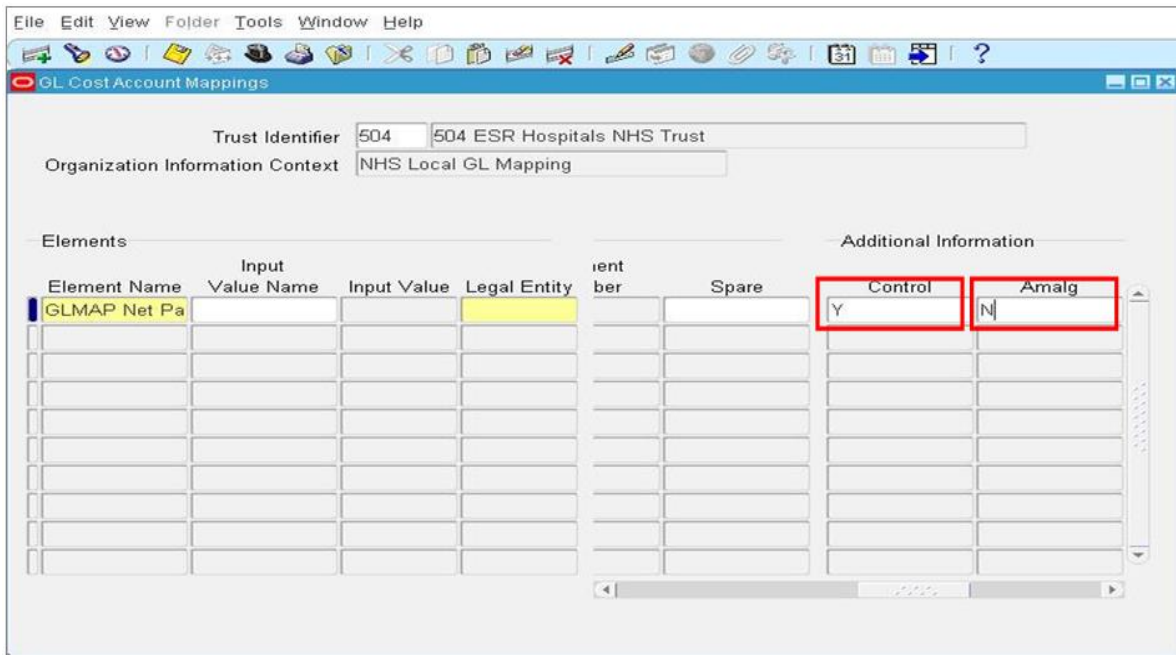 File Edit View Folder Tools Window Help
31 ?
GL Cost Account Mappings
Trust Identifier 504 504 ESR Hospitals NHS Trust
Organization Information Context NHS Local GL Mapping
Elements Additional Information
Input ient
Element Name Value Name Input Value Legal Entity ber Spare Control Amalg
GLMAP Net Pa Y N